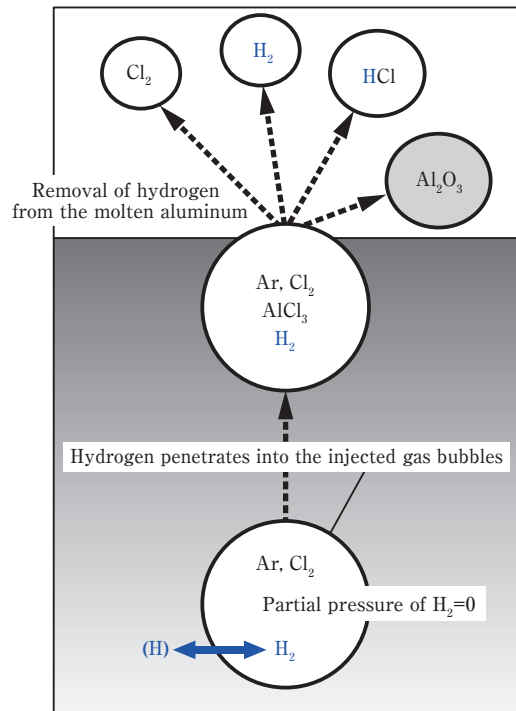 Cl₂
H₂
HCl
Al₂O₃
Removal of hydrogen
from the molten aluminum
Ar, Cl₂
AlCl₃
H₂
Hydrogen penetrates into the injected gas bubbles
Ar, Cl₂
Partial pressure of H₂=0
(H)
H₂